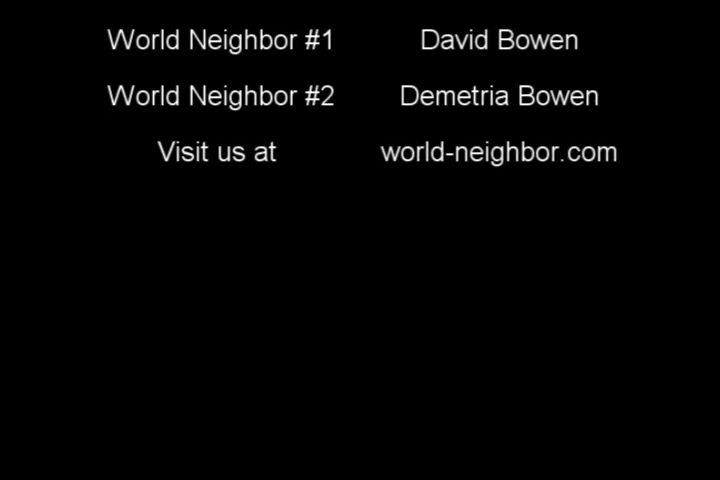 World Neighbor #1 David Bowen
World Neighbor #2 Demetria Bowen
Visit us at world-neighbor.com